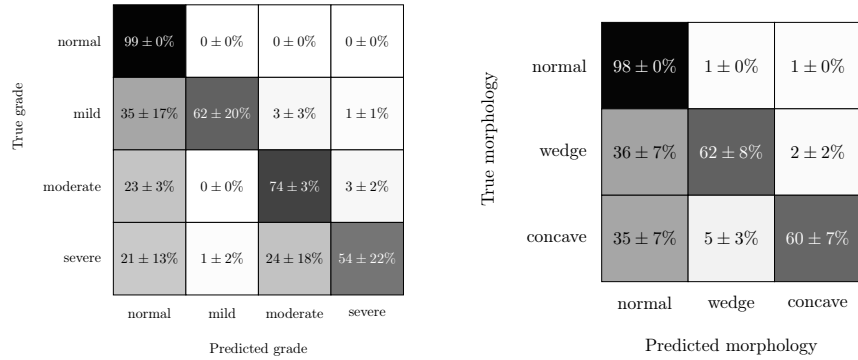 True grade
normal 99 ± 0% 0 ± 0% 0 ± 0% 0 ± 0%
mild 35 ± 17% 62 ± 20% 3 ± 3% 1 ± 1%
moderate 23 ± 3% 0 ± 0% 74 ± 3% 3 ± 2%
severe 21 ± 13% 1 ± 2% 24 ± 18% 54 ± 22%
normal mild moderate severe
Predicted grade
True morphology
normal 98 ± 0% 1 ± 0% 1 ± 0%
wedge 36 ± 7% 62 ± 8% 2 ± 2%
concave 35 ± 7% 5 ± 3% 60 ± 7%
normal wedge concave
Predicted morphology